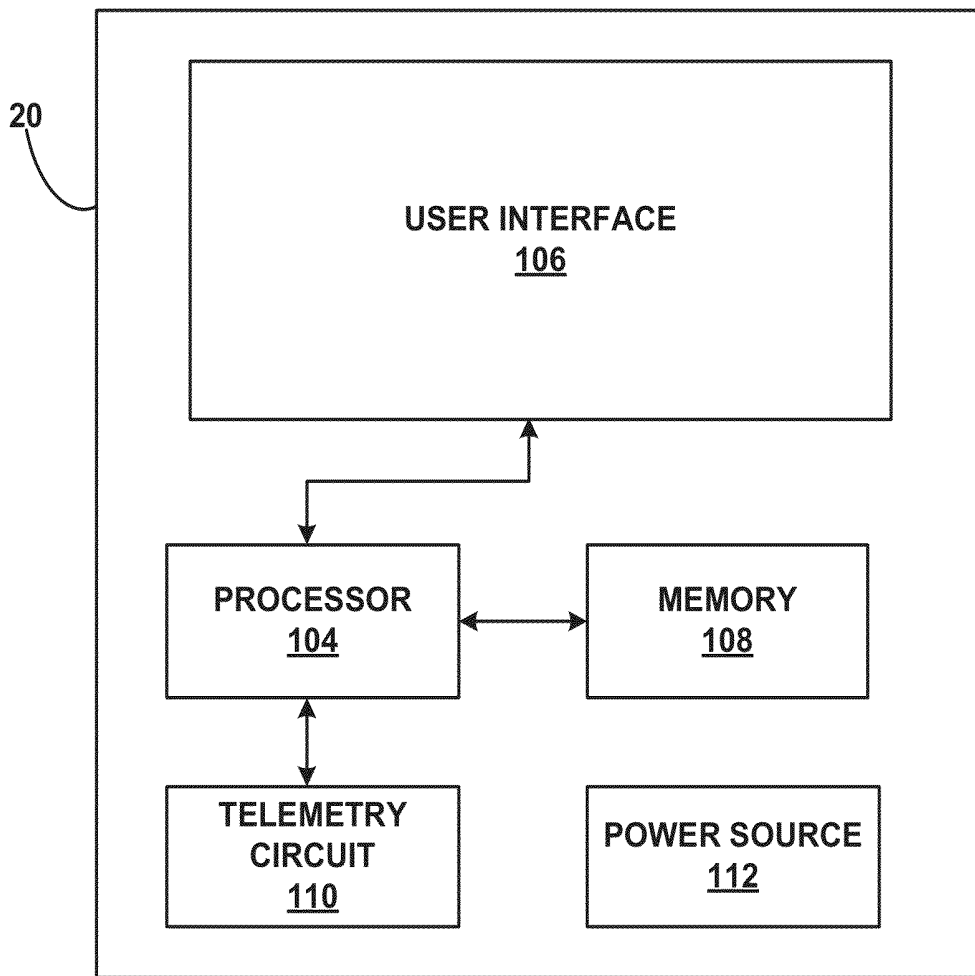 20
USER INTERFACE
106
PROCESSOR
104
MEMORY
108
TELEMETRY
CIRCUIT
110
POWER SOURCE
112